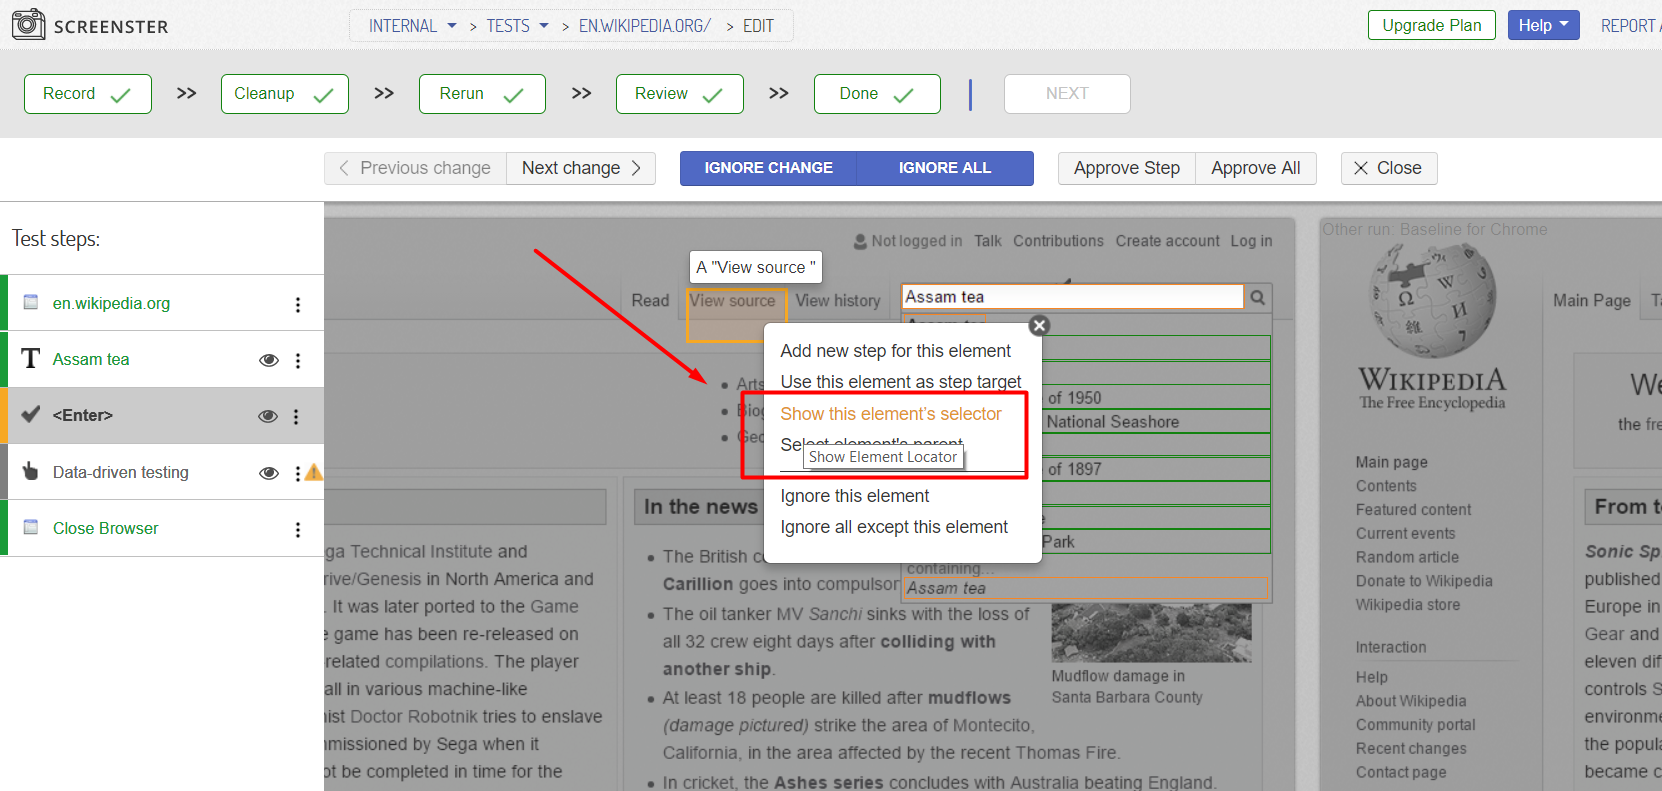 SCREENSTER
INTERNAL > TESTS > EN.WIKIPEDIA.ORG/ > EDIT
Upgrade Plan
Help
REPORT
Record >> Cleanup >> Rerun >> Review >> Done
NEXT
Previous change
Next change
IGNORE CHANGE
IGNORE ALL
Approve Step
Approve All
Close
Test steps:
en.wikipedia.org
T Assam tea
<Enter>
Data-driven testing
Close Browser
Not logged in Talk Contributions Create account Log in
A "View source "
Read View source View history
Assam tea
Assam tea
Add new step for this element
Use this element as step target
Show this element's selector
Select element's parent
Show Element Locator
Ignore this element
Ignore all except this element
of 1950
National Seashore
of 1897
e
Park
containing...
Assam tea
Arts
Biog
Geo
ga Technical Institute and
rive/Genesis in North America and
. It was later ported to the Game
e game has been re-released on
related compilations. The player
all in various machine-like
nist Doctor Robotnik tries to enslave
nmissioned by Sega when it
ot be completed in time for the
In the news
The British c
Carillion goes into compulsor
The oil tanker MV Sanchi sinks with the loss of
all 32 crew eight days after colliding with
another ship.
At least 18 people are killed after mudflows
(damage pictured) strike the area of Montecito,
California, in the area affected by the recent Thomas Fire.
In cricket, the Ashes series concludes with Australia beating England.
Mudflow damage in
Santa Barbara County
Other run: Baseline for Chrome
WIKIPEDIA
The Free Encyclopedia
Main page
Contents
Featured content
Current events
Random article
Donate to Wikipedia
Wikipedia store
Interaction
Help
About Wikipedia
Community portal
Recent changes
Contact page
Main Page
We
the fre
From t
Sonic Sp
published
Europe in
Gear and
eleven dif
controls S
environme
the popula
became c